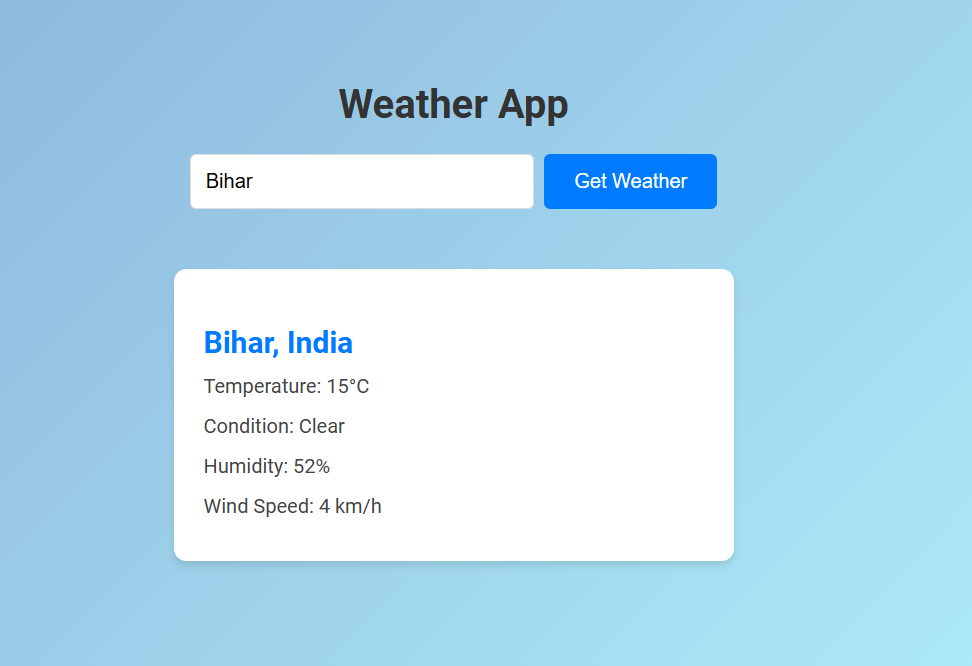 Weather App
Bihar
Get Weather
Bihar, India
Temperature: 15°C
Condition: Clear
Humidity: 52%
Wind Speed: 4 km/h